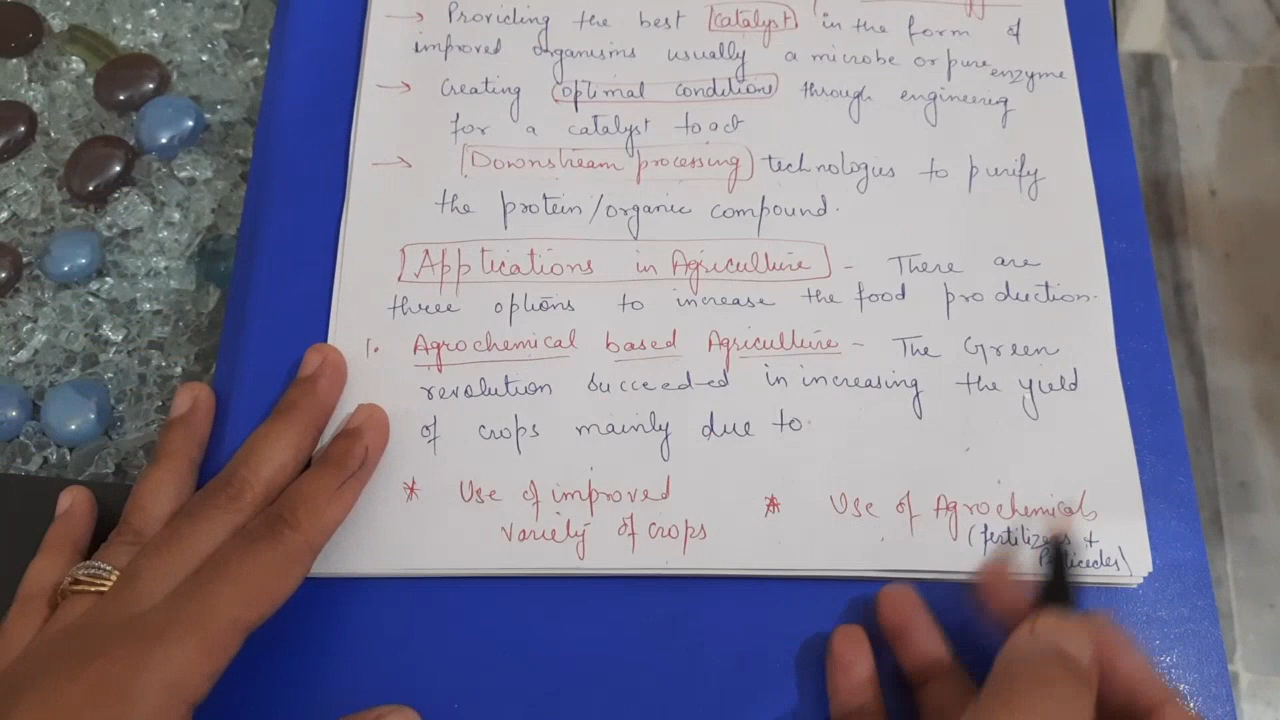 → Providing the best catalyst in the form of
improved organisms usually a microbe or pure enzyme
→ Creating optimal conditions through engineering
for a catalyst to act
→ Downstream processing technologies to purify
the protein/organic compound.
Applications in Agriculture - There are
three options to increase the food production.
1. Agrochemical based Agriculture - The Green
revolution succeeded in increasing the yield
of crops mainly due to
* Use of improved
variety of crops
* Use of Agrochemicals
(fertilizers +